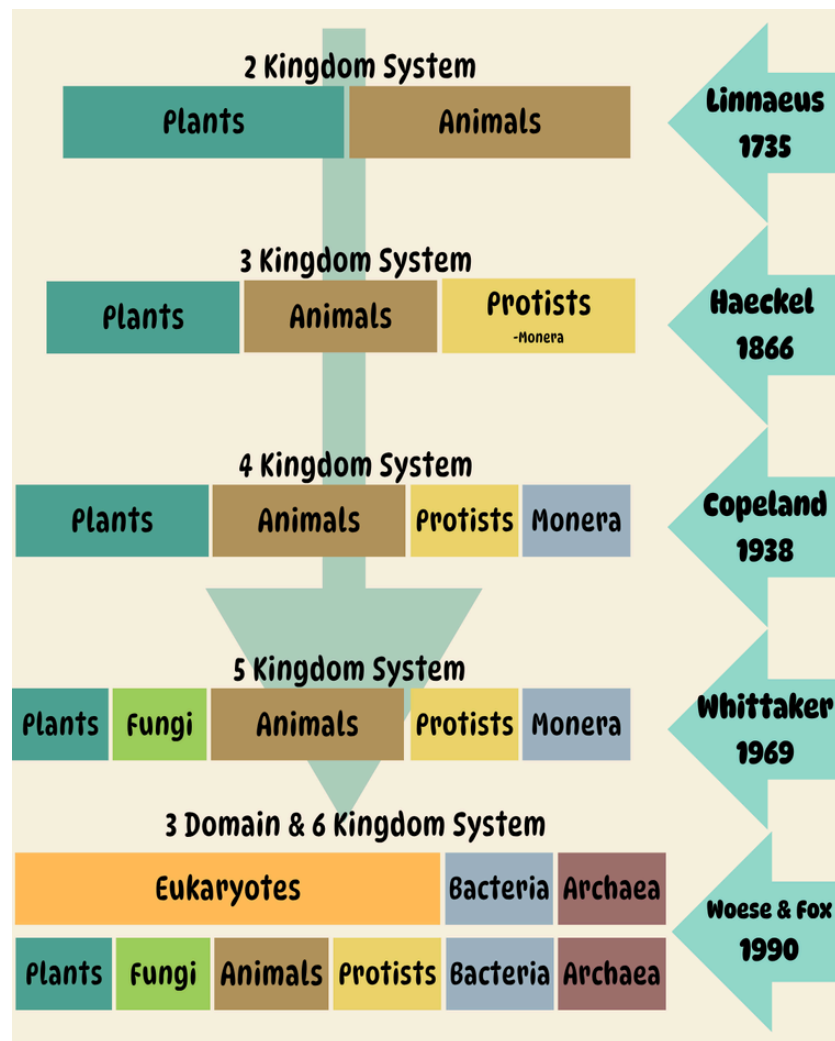 2 Kingdom System
Plants Animals
Linnaeus
1735
3 Kingdom System
Plants Animals Protists
-Monera
Haeckel
1866
4 Kingdom System
Plants Animals Protists Monera
Copeland
1938
5 Kingdom System
Plants Fungi Animals Protists Monera
Whittaker
1969
3 Domain & 6 Kingdom System
Eukaryotes Bacteria Archaea
Plants Fungi Animals Protists Bacteria Archaea
Woese & Fox
1990